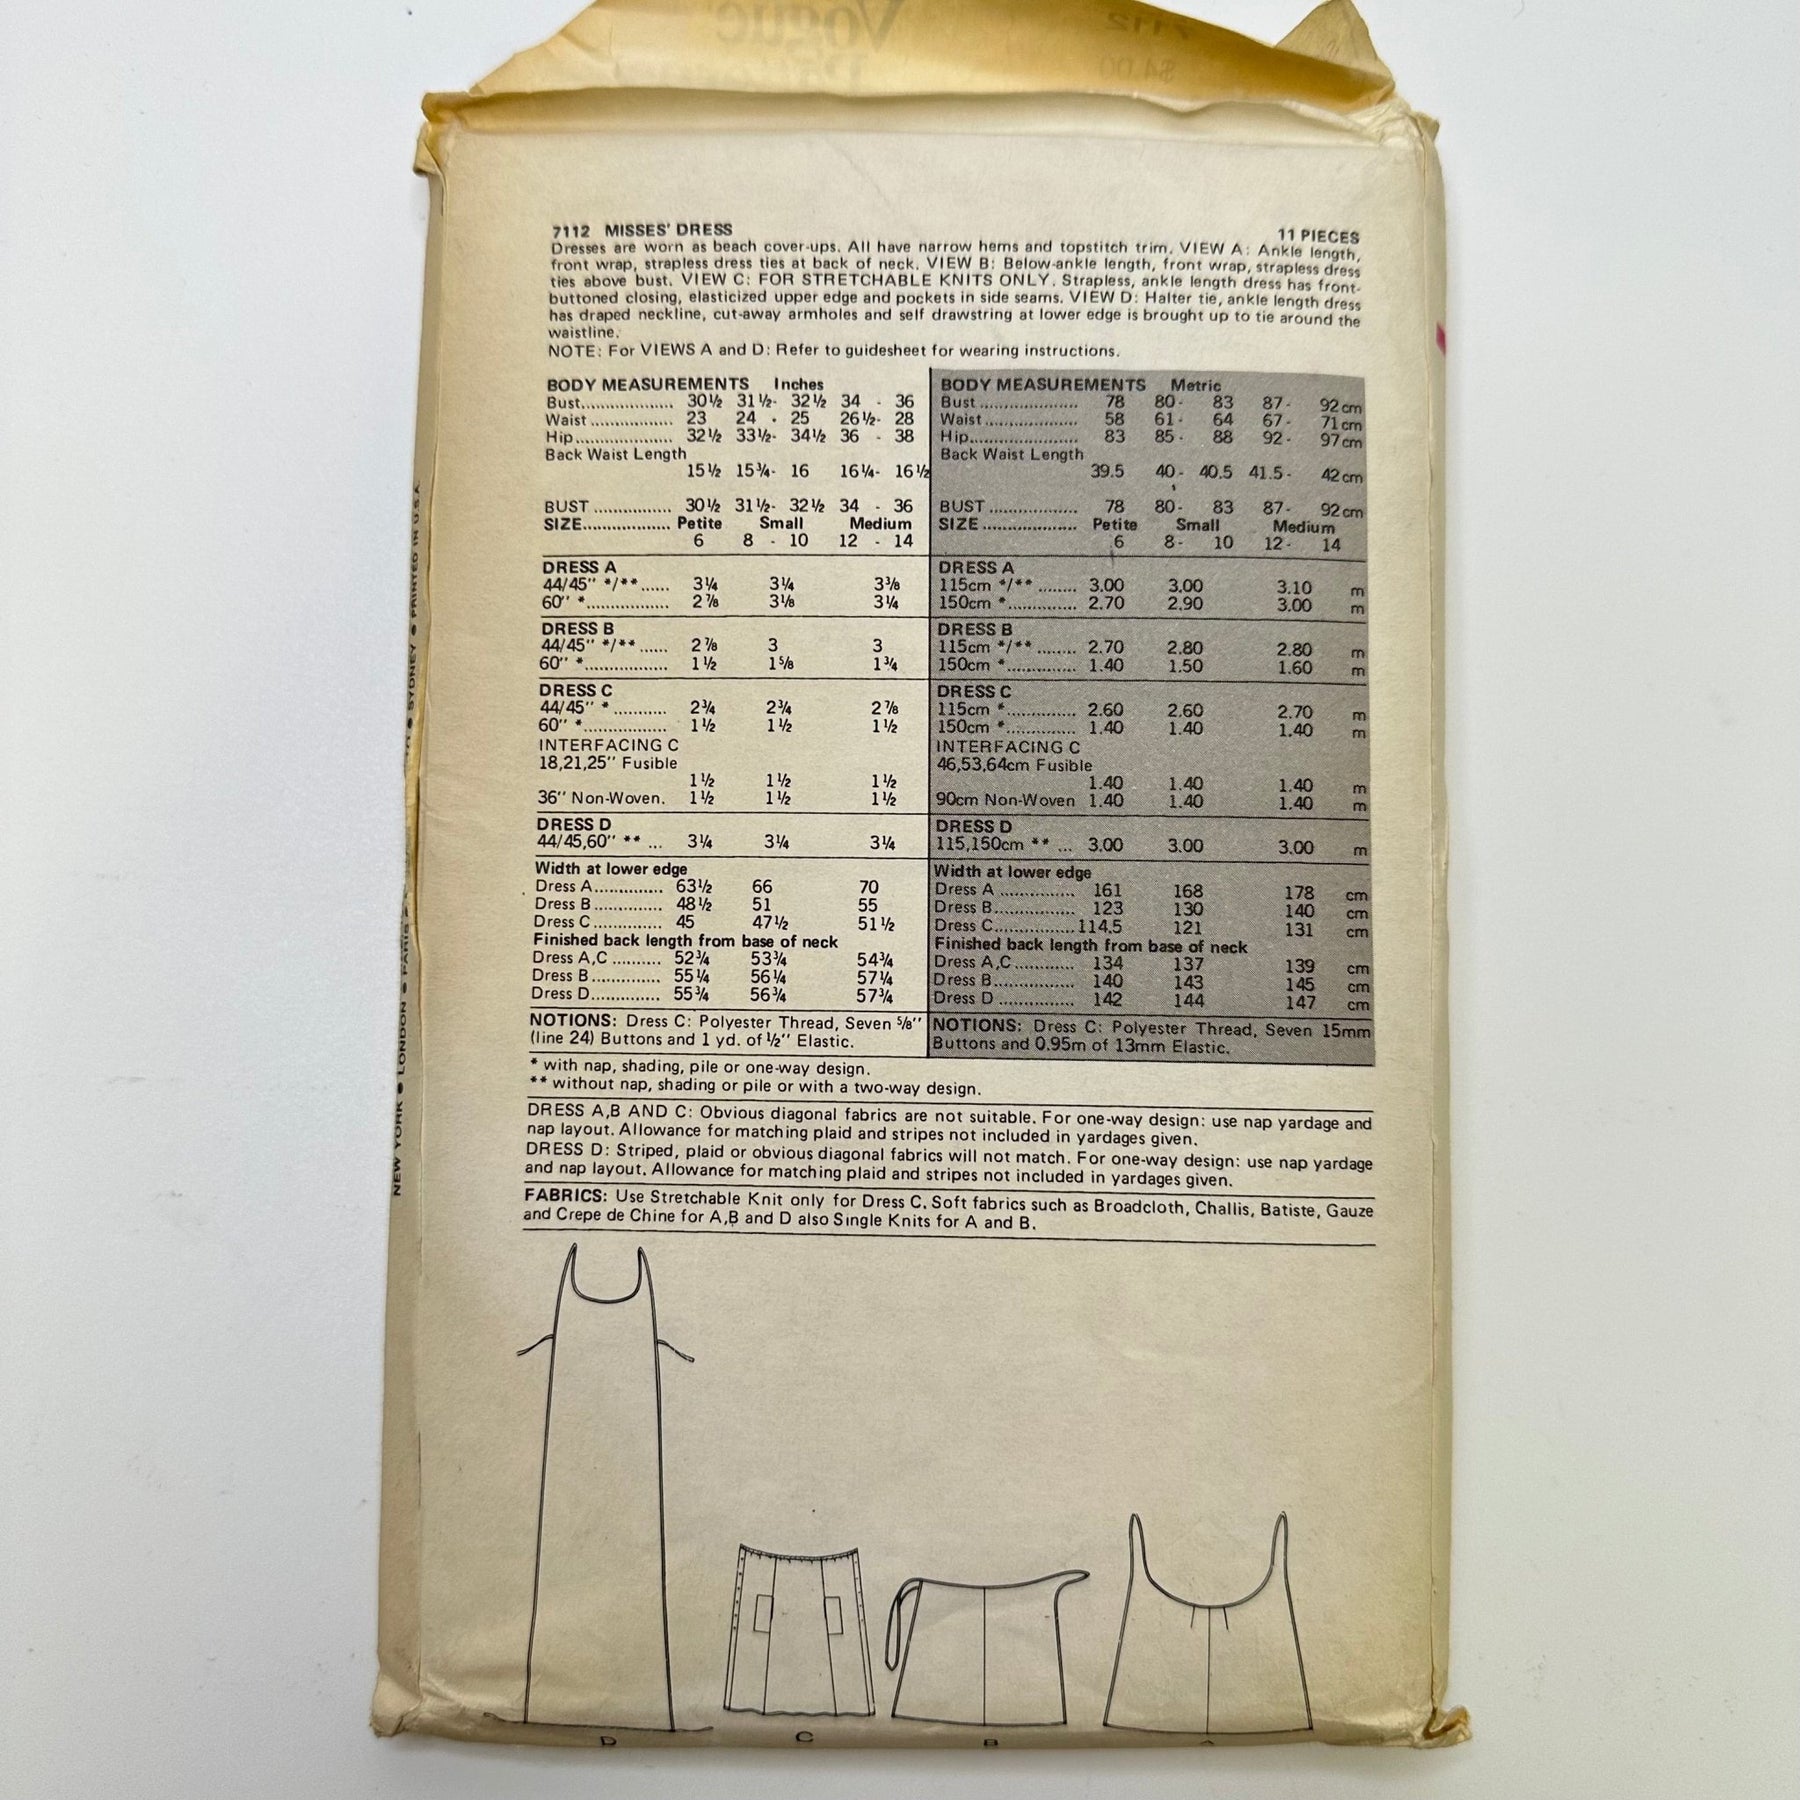 Vogue
7112
$4.00
7112 MISSES' DRESS 11 PIECES
Dresses are worn as beach cover-ups. All have narrow hems and topstitch trim. VIEW A: Ankle length,
front wrap, strapless dress ties at back of neck. VIEW B: Below-ankle length, front wrap, strapless dress
ties above bust. VIEW C: FOR STRETCHABLE KNITS ONLY. Strapless, ankle length dress has front-
buttoned closing, elasticized upper edge and pockets in side seams. VIEW D: Halter tie, ankle length dress
has draped neckline, cut-away armholes and self drawstring at lower edge is brought up to tie around the
waistline.
NOTE: For VIEWS A and D: Refer to guidesheet for wearing instructions.
BODY MEASUREMENTS Inches
Bust................... 30½ 31½- 32½ 34 - 36
Waist ................. 23 24 - 25 26½- 28
Hip.................... 32½ 33½- 34½ 36 - 38
Back Waist Length
15½ 15¾- 16 16¼- 16½
BUST ................ 30½ 31½- 32½ 34 - 36
SIZE.................. Petite Small Medium
6 8 - 10 12 - 14
DRESS A
44/45" */** ...... 3¼ 3¼ 3⅜
60" *................. 2⅞ 3⅛ 3¼
DRESS B
44/45" */** ...... 2⅞ 3 3
60" *................. 1½ 1⅝ 1¾
DRESS C
44/45" * ........... 2¾ 2¾ 2⅞
60" *................. 1½ 1½ 1½
INTERFACING C
18,21,25" Fusible
1½ 1½ 1½
36" Non-Woven. 1½ 1½ 1½
DRESS D
44/45,60" ** ... 3¼ 3¼ 3¼
Width at lower edge
Dress A.............. 63½ 66 70
Dress B.............. 48½ 51 55
Dress C.............. 45 47½ 51½
Finished back length from base of neck
Dress A,C .......... 52¾ 53¾ 54¾
Dress B.............. 55¼ 56¼ 57¼
Dress D.............. 55¾ 56¾ 57¾
NOTIONS: Dress C: Polyester Thread, Seven ⅝"
(line 24) Buttons and 1 yd. of ½" Elastic.
BODY MEASUREMENTS Metric
Bust .................... 78 80- 83 87- 92cm
Waist................... 58 61- 64 67- 71cm
Hip...................... 83 85- 88 92- 97cm
Back Waist Length
39.5 40- 40.5 41.5- 42cm
BUST .................. 78 80- 83 87- 92cm
SIZE ................... Petite Small Medium
6 8- 10 12- 14
DRESS A
115cm */** ........ 3.00 3.00 3.10 m
150cm *.............. 2.70 2.90 3.00 m
DRESS B
115cm */** ........ 2.70 2.80 2.80 m
150cm *.............. 1.40 1.50 1.60 m
DRESS C
115cm *.............. 2.60 2.60 2.70 m
150cm *.............. 1.40 1.40 1.40 m
INTERFACING C
46,53,64cm Fusible
1.40 1.40 1.40 m
90cm Non-Woven 1.40 1.40 1.40 m
DRESS D
115,150cm ** ... 3.00 3.00 3.00 m
Width at lower edge
Dress A ............... 161 168 178 cm
Dress B................ 123 130 140 cm
Dress C................ 114.5 121 131 cm
Finished back length from base of neck
Dress A,C............ 134 137 139 cm
Dress B................ 140 143 145 cm
Dress D ............... 142 144 147 cm
NOTIONS: Dress C: Polyester Thread, Seven 15mm
Buttons and 0.95m of 13mm Elastic.
* with nap, shading, pile or one-way design.
** without nap, shading or pile or with a two-way design.
DRESS A,B AND C: Obvious diagonal fabrics are not suitable. For one-way design: use nap yardage and
nap layout. Allowance for matching plaid and stripes not included in yardages given.
DRESS D: Striped, plaid or obvious diagonal fabrics will not match. For one-way design: use nap yardage
and nap layout. Allowance for matching plaid and stripes not included in yardages given.
FABRICS: Use Stretchable Knit only for Dress C. Soft fabrics such as Broadcloth, Challis, Batiste, Gauze
and Crepe de Chine for A,B and D also Single Knits for A and B.
D C B A
NEW YORK ● LONDON ● PARIS ● SYDNEY ● PRINTED IN U.S.A.